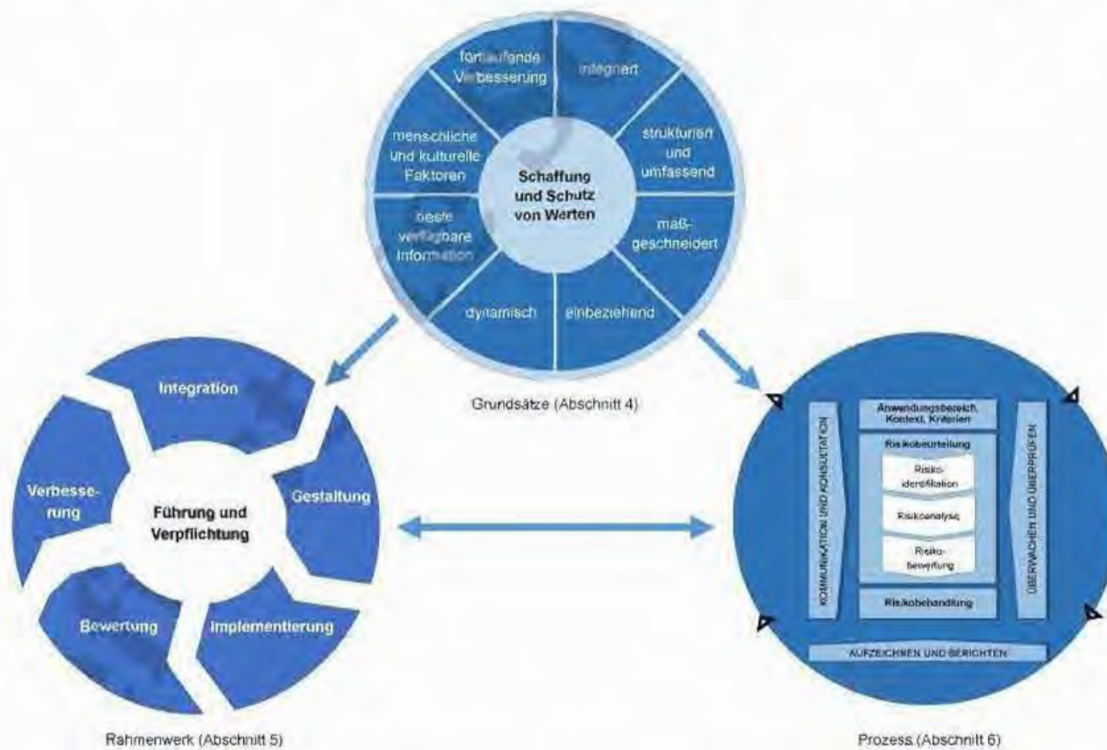 fortlaufende
Verbesserung
integriert
strukturiert
und
umfassend
maß-
geschneidert
einbeziehend
dynamisch
beste
verfügbare
Information
menschliche
und kulturelle
Faktoren
Schaffung
und Schutz
von Werten
Grundsätze (Abschnitt 4)
Integration
Gestaltung
Implementierung
Bewertung
Verbesse-
rung
Führung und
Verpflichtung
Rahmenwerk (Abschnitt 5)
KOMMUNIKATION UND KONSULTATION
Anwendungsbereich,
Kontext, Kriterien
Risikobeurteilung
Risiko-
identifikation
Risikoanalyse
Risiko-
bewertung
Risikobehandlung
ÜBERWACHEN UND ÜBERPRÜFEN
AUFZEICHNEN UND BERICHTEN
Prozess (Abschnitt 6)